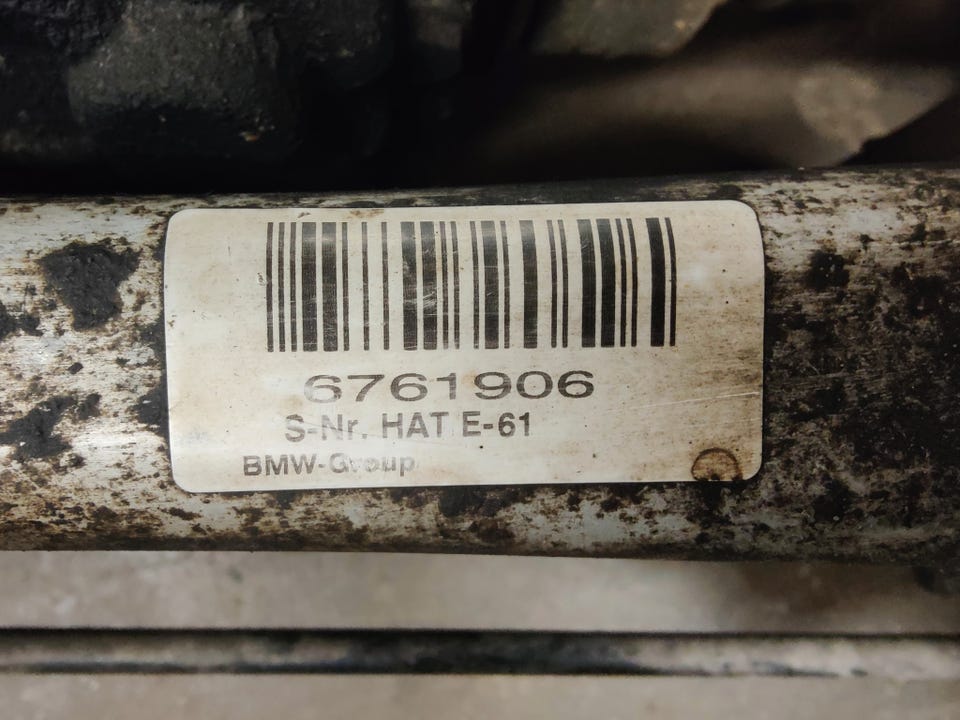 6761906
S-Nr. HAT E-61
BMW-Group